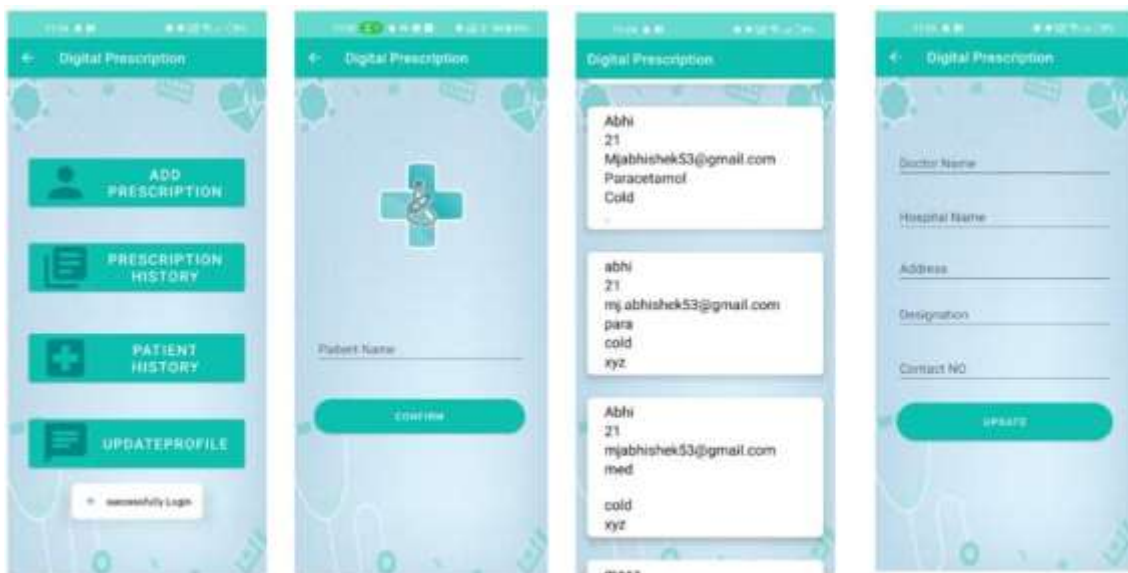 Digital Prescription
ADD
PRESCRIPTION
PRESCRIPTION
HISTORY
PATIENT
HISTORY
UPDATEPROFILE
successfully Login
Digital Prescription
Patient Name
CONFIRM
Digital Prescription
Abhi
21
Mjabhishek53@gmail.com
Paracetamol
Cold
.
abhi
21
mj.abhishek53@gmail.com
para
cold
xyz
Abhi
21
mjabhishek53@gmail.com
med
cold
xyz
Digital Prescription
Doctor Name
Hospital Name
Address
Designation
Contact NO
UPDATE